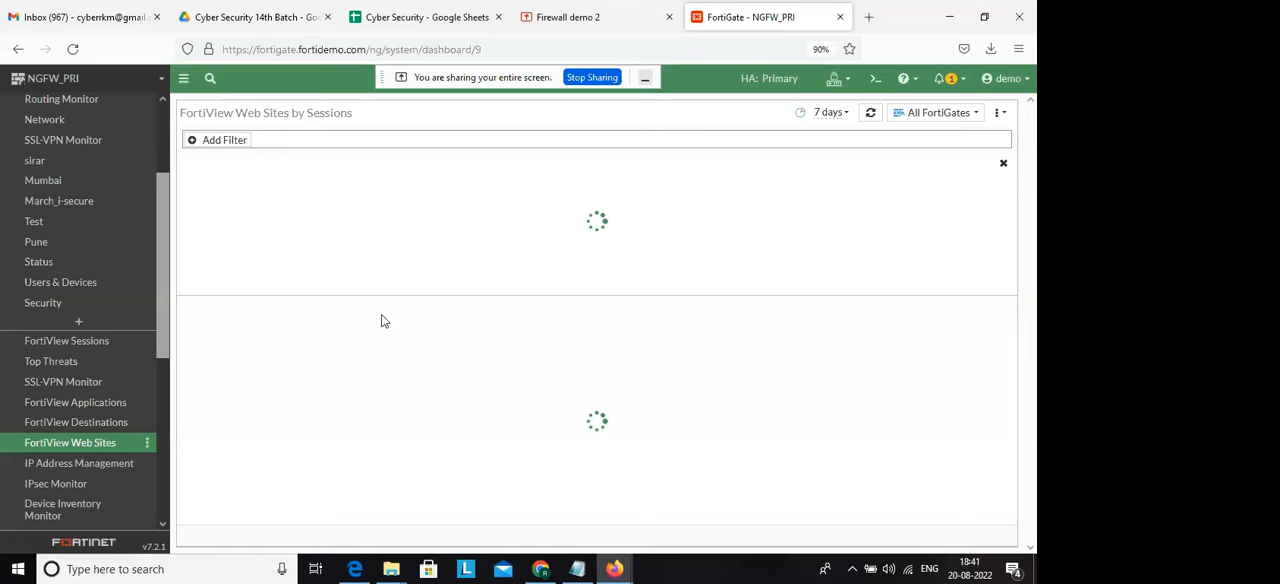 Inbox (967) - cyberrkm@gmail.c
Cyber Security 14th Batch - Goo
Cyber Security - Google Sheets
Firewall demo 2
FortiGate - NGFW_PRI
https://fortigate.fortidemo.com/ng/system/dashboard/9
90%
NGFW_PRI
You are sharing your entire screen.
Stop Sharing
HA: Primary
1
demo
Routing Monitor
Network
SSL-VPN Monitor
sirar
Mumbai
March_i-secure
Test
Pune
Status
Users & Devices
Security
+
FortiView Sessions
Top Threats
SSL-VPN Monitor
FortiView Applications
FortiView Destinations
FortiView Web Sites
IP Address Management
IPsec Monitor
Device Inventory
Monitor
FORTINET
v7.2.1
FortiView Web Sites by Sessions
7 days
All FortiGates
Add Filter
Type here to search
L
ENG
18:41
20-08-2022
4